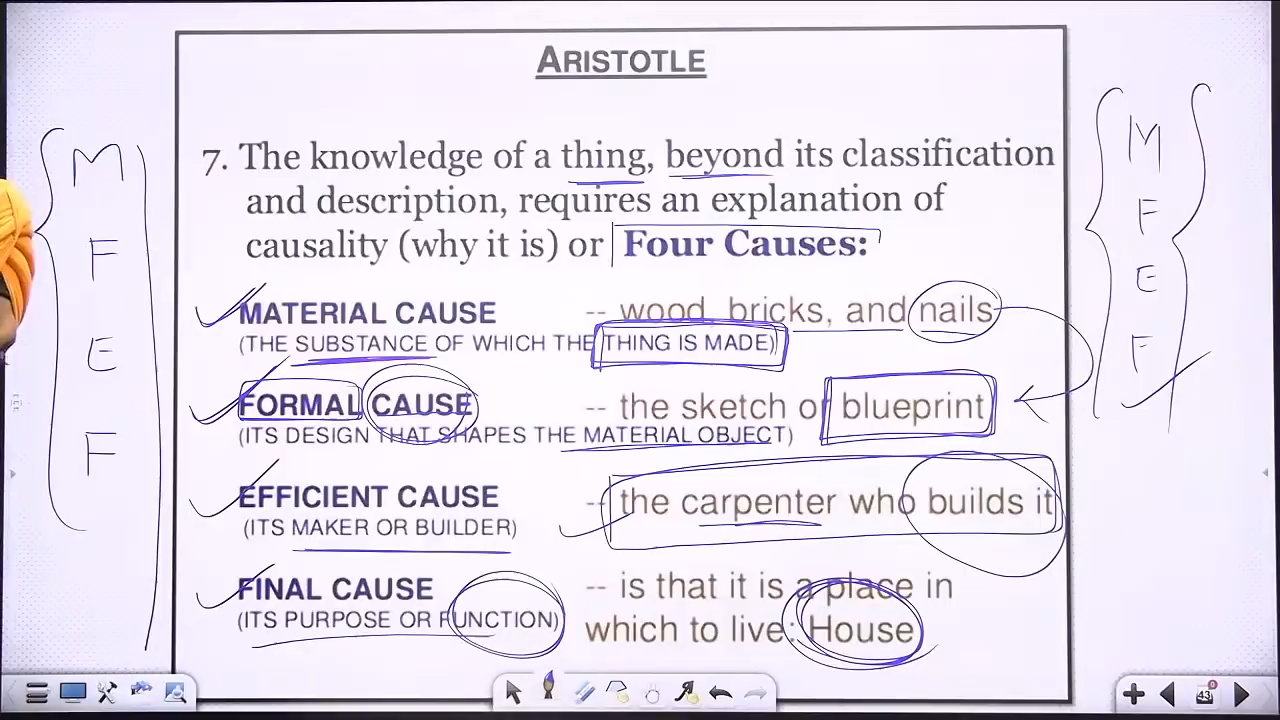 ARISTOTLE
7. The knowledge of a thing, beyond its classification
and description, requires an explanation of
causality (why it is) or Four Causes:
MATERIAL CAUSE -- wood, bricks, and nails
(THE SUBSTANCE OF WHICH THE THING IS MADE)
FORMAL CAUSE -- the sketch or blueprint
(ITS DESIGN THAT SHAPES THE MATERIAL OBJECT)
EFFICIENT CAUSE -- the carpenter who builds it
(ITS MAKER OR BUILDER)
FINAL CAUSE -- is that it is a place in
(ITS PURPOSE OR FUNCTION) which to live: House
M
F
E
F
M
F
E
F
43